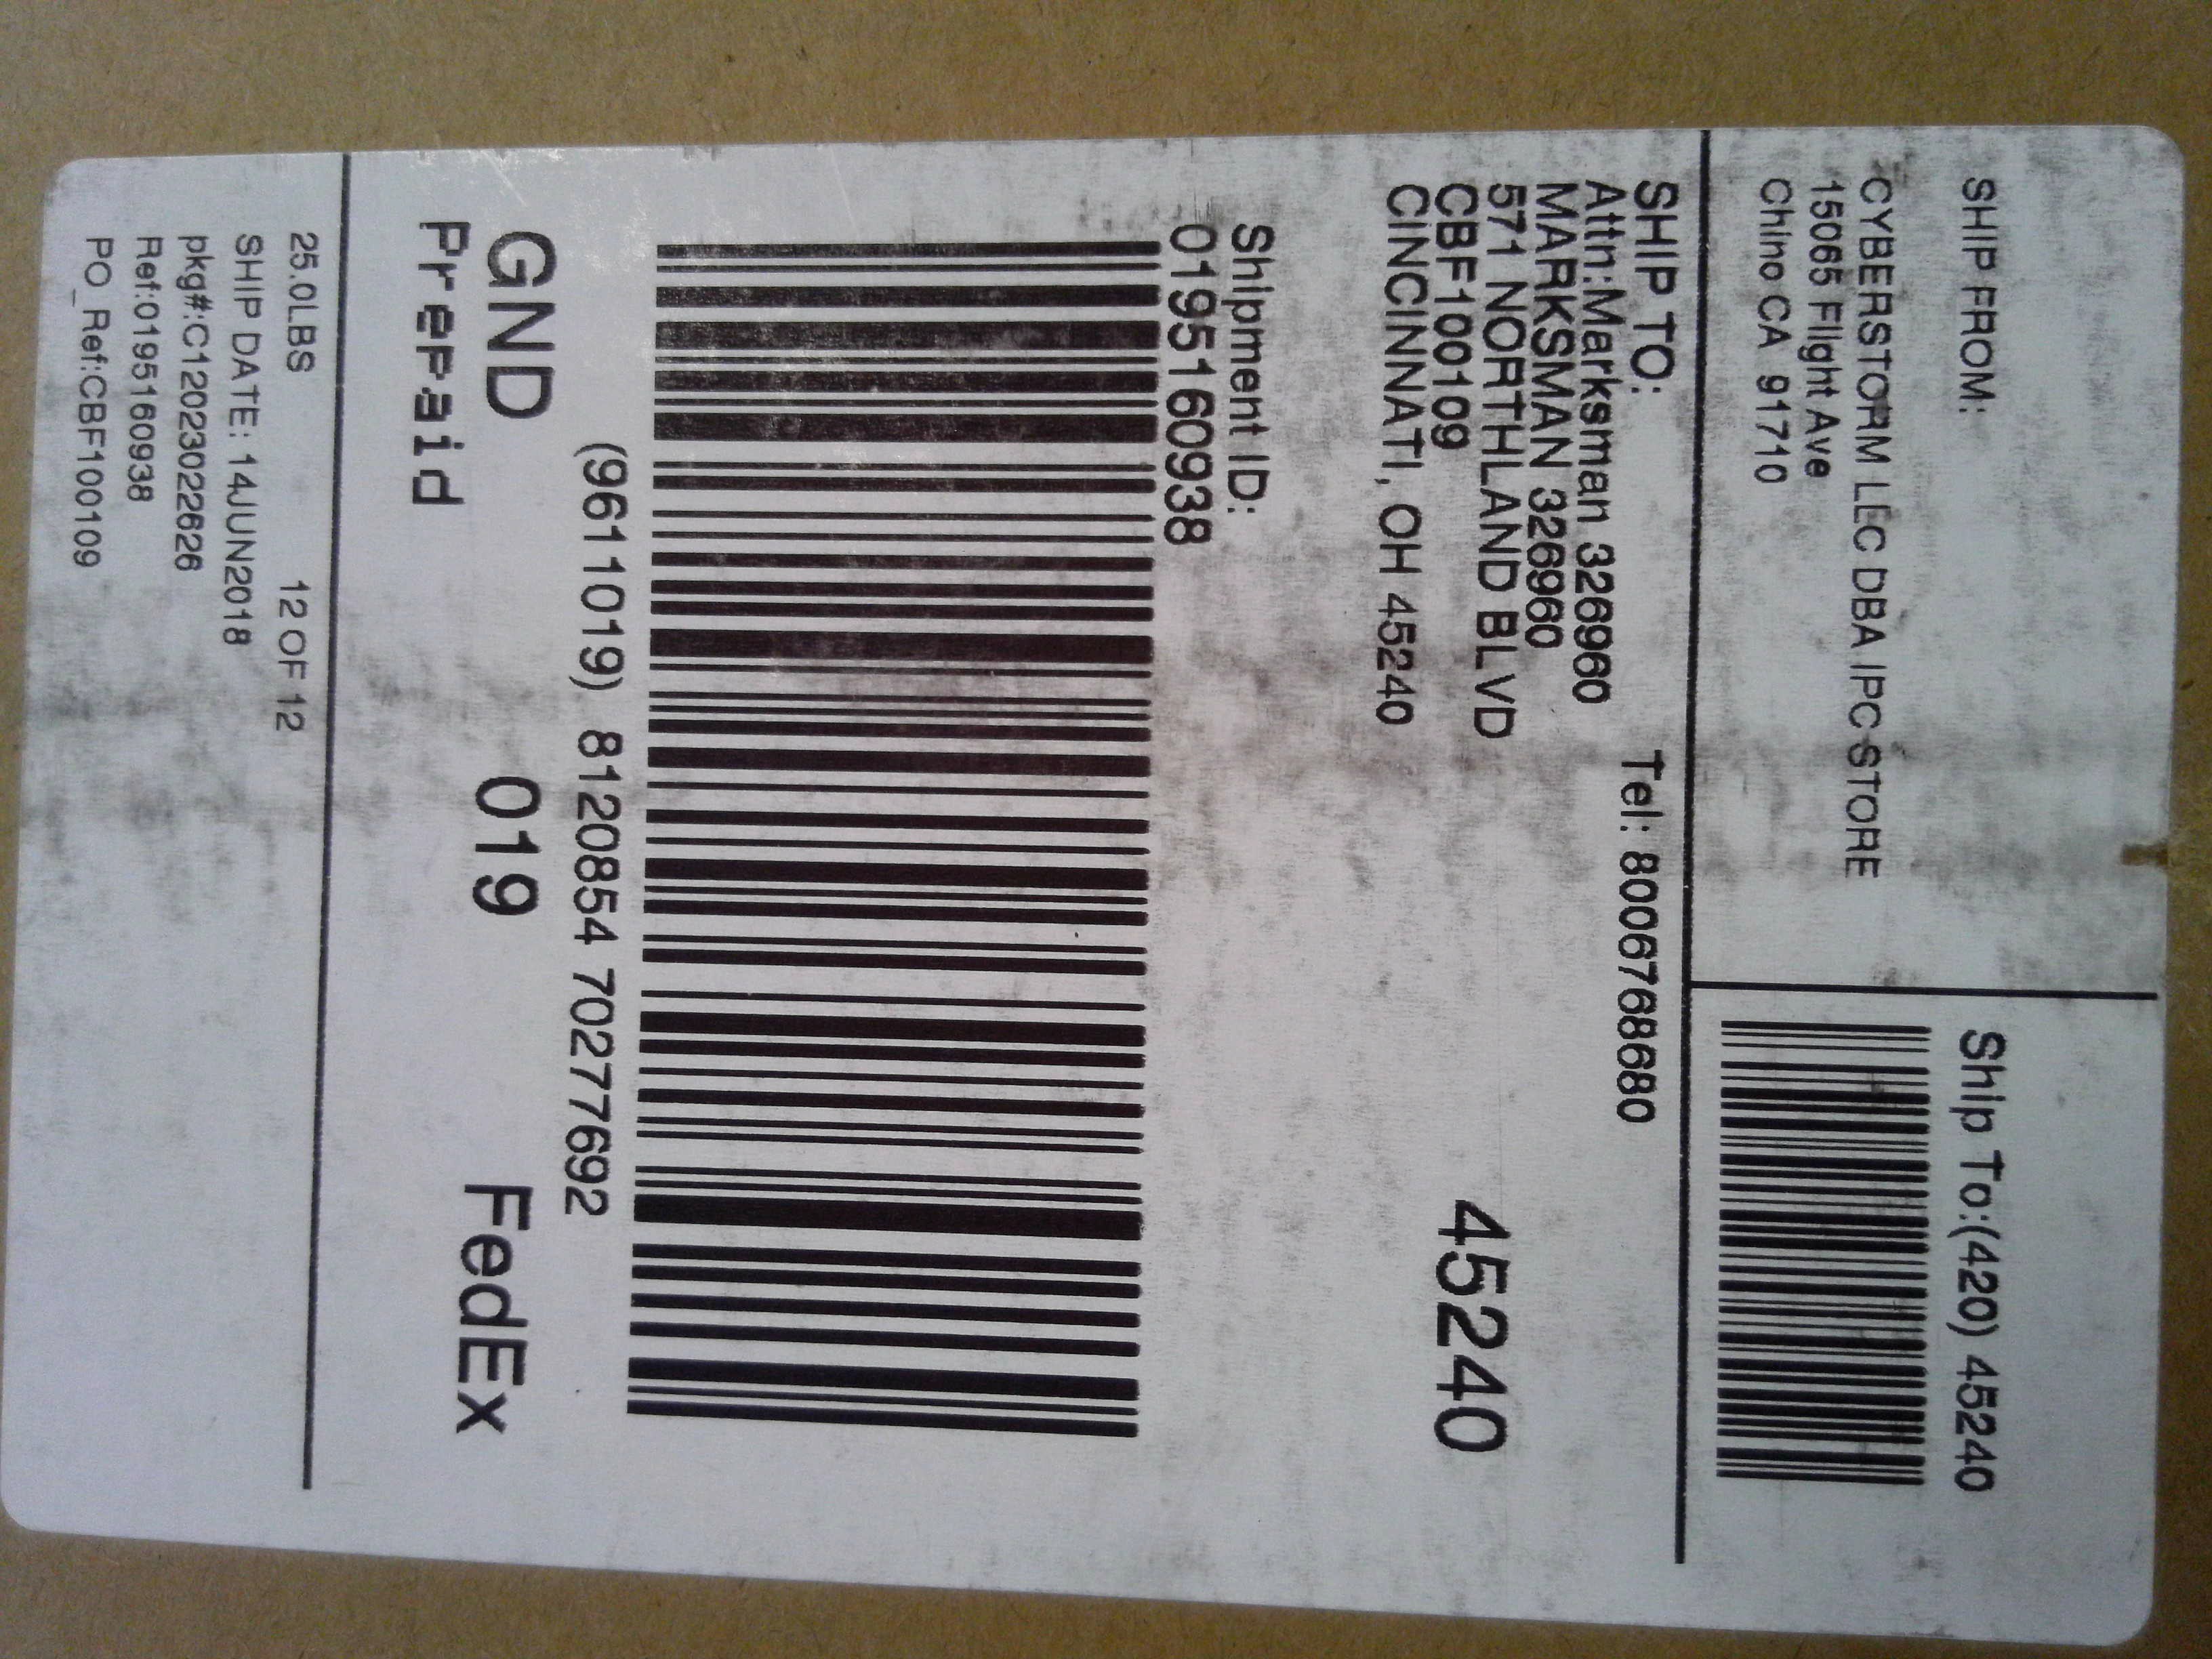 SHIP FROM:
CYBERSTORM LLC DBA IPC STORE
15065 Flight Ave
Chino CA 91710
Ship To:(420) 45240
SHIP TO:
Tel: 8006768680
Attn:Marksman 326960
MARKSMAN 326960
571 NORTHLAND BLVD
CBF100109
CINCINNATI, OH 45240
45240
Shipment ID:
0195160938
(9611019) 8120854 70277692
GND 019 FedEx
Prepaid
25.0LBS 12 OF 12
SHIP DATE: 14JUN2018
pkg#:C12023022626
Ref:0195160938
PO_Ref:CBF100109